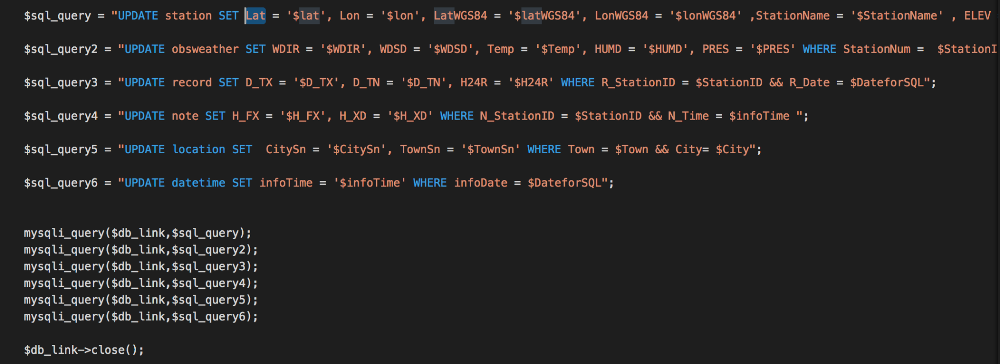 $sql_query = "UPDATE station SET Lat = '$lat', Lon = '$lon', LatWGS84 = '$latWGS84', LonWGS84 = '$lonWGS84' ,StationName = '$StationName' , ELEV
$sql_query2 = "UPDATE obsweather SET WDIR = '$WDIR', WDSD = '$WDSD', Temp = '$Temp', HUMD = '$HUMD', PRES = '$PRES' WHERE StationNum =  $StationI
$sql_query3 = "UPDATE record SET D_TX = '$D_TX', D_TN = '$D_TN', H24R = '$H24R' WHERE R_StationID = $StationID && R_Date = $DateforSQL";
$sql_query4 = "UPDATE note SET H_FX = '$H_FX', H_XD = '$H_XD' WHERE N_StationID = $StationID && N_Time = $infoTime ";
$sql_query5 = "UPDATE location SET  CitySn = '$CitySn', TownSn = '$TownSn' WHERE Town = $Town && City= $City";
$sql_query6 = "UPDATE datetime SET infoTime = '$infoTime' WHERE infoDate = $DateforSQL";
mysqli_query($db_link,$sql_query);
mysqli_query($db_link,$sql_query2);
mysqli_query($db_link,$sql_query3);
mysqli_query($db_link,$sql_query4);
mysqli_query($db_link,$sql_query5);
mysqli_query($db_link,$sql_query6);
$db_link->close();